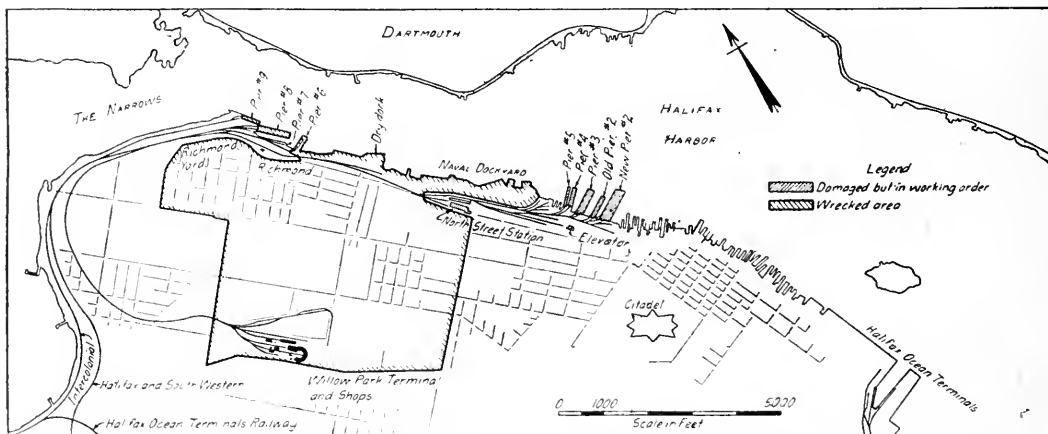 DARTMOUTH
THE NARROWS
Pier #9
Pier #8
Pier #7
Pier #6
Dry dock
HALIFAX
HARBOR
Richmond
Yards
Richmond
NAVAL DOCKYARD
Pier #5
Pier #4
Pier #3
Old Pier #2
New Pier #2
Legend
Damaged but in working order
Wrecked area
North Street Station
Elevator
Citadel
Halifax Ocean Terminals
Willow Park Terminal
and Shops
Intercolonial
Halifax and South Western
Halifax Ocean Terminals Railway
0 1000 5000
Scale in Feet